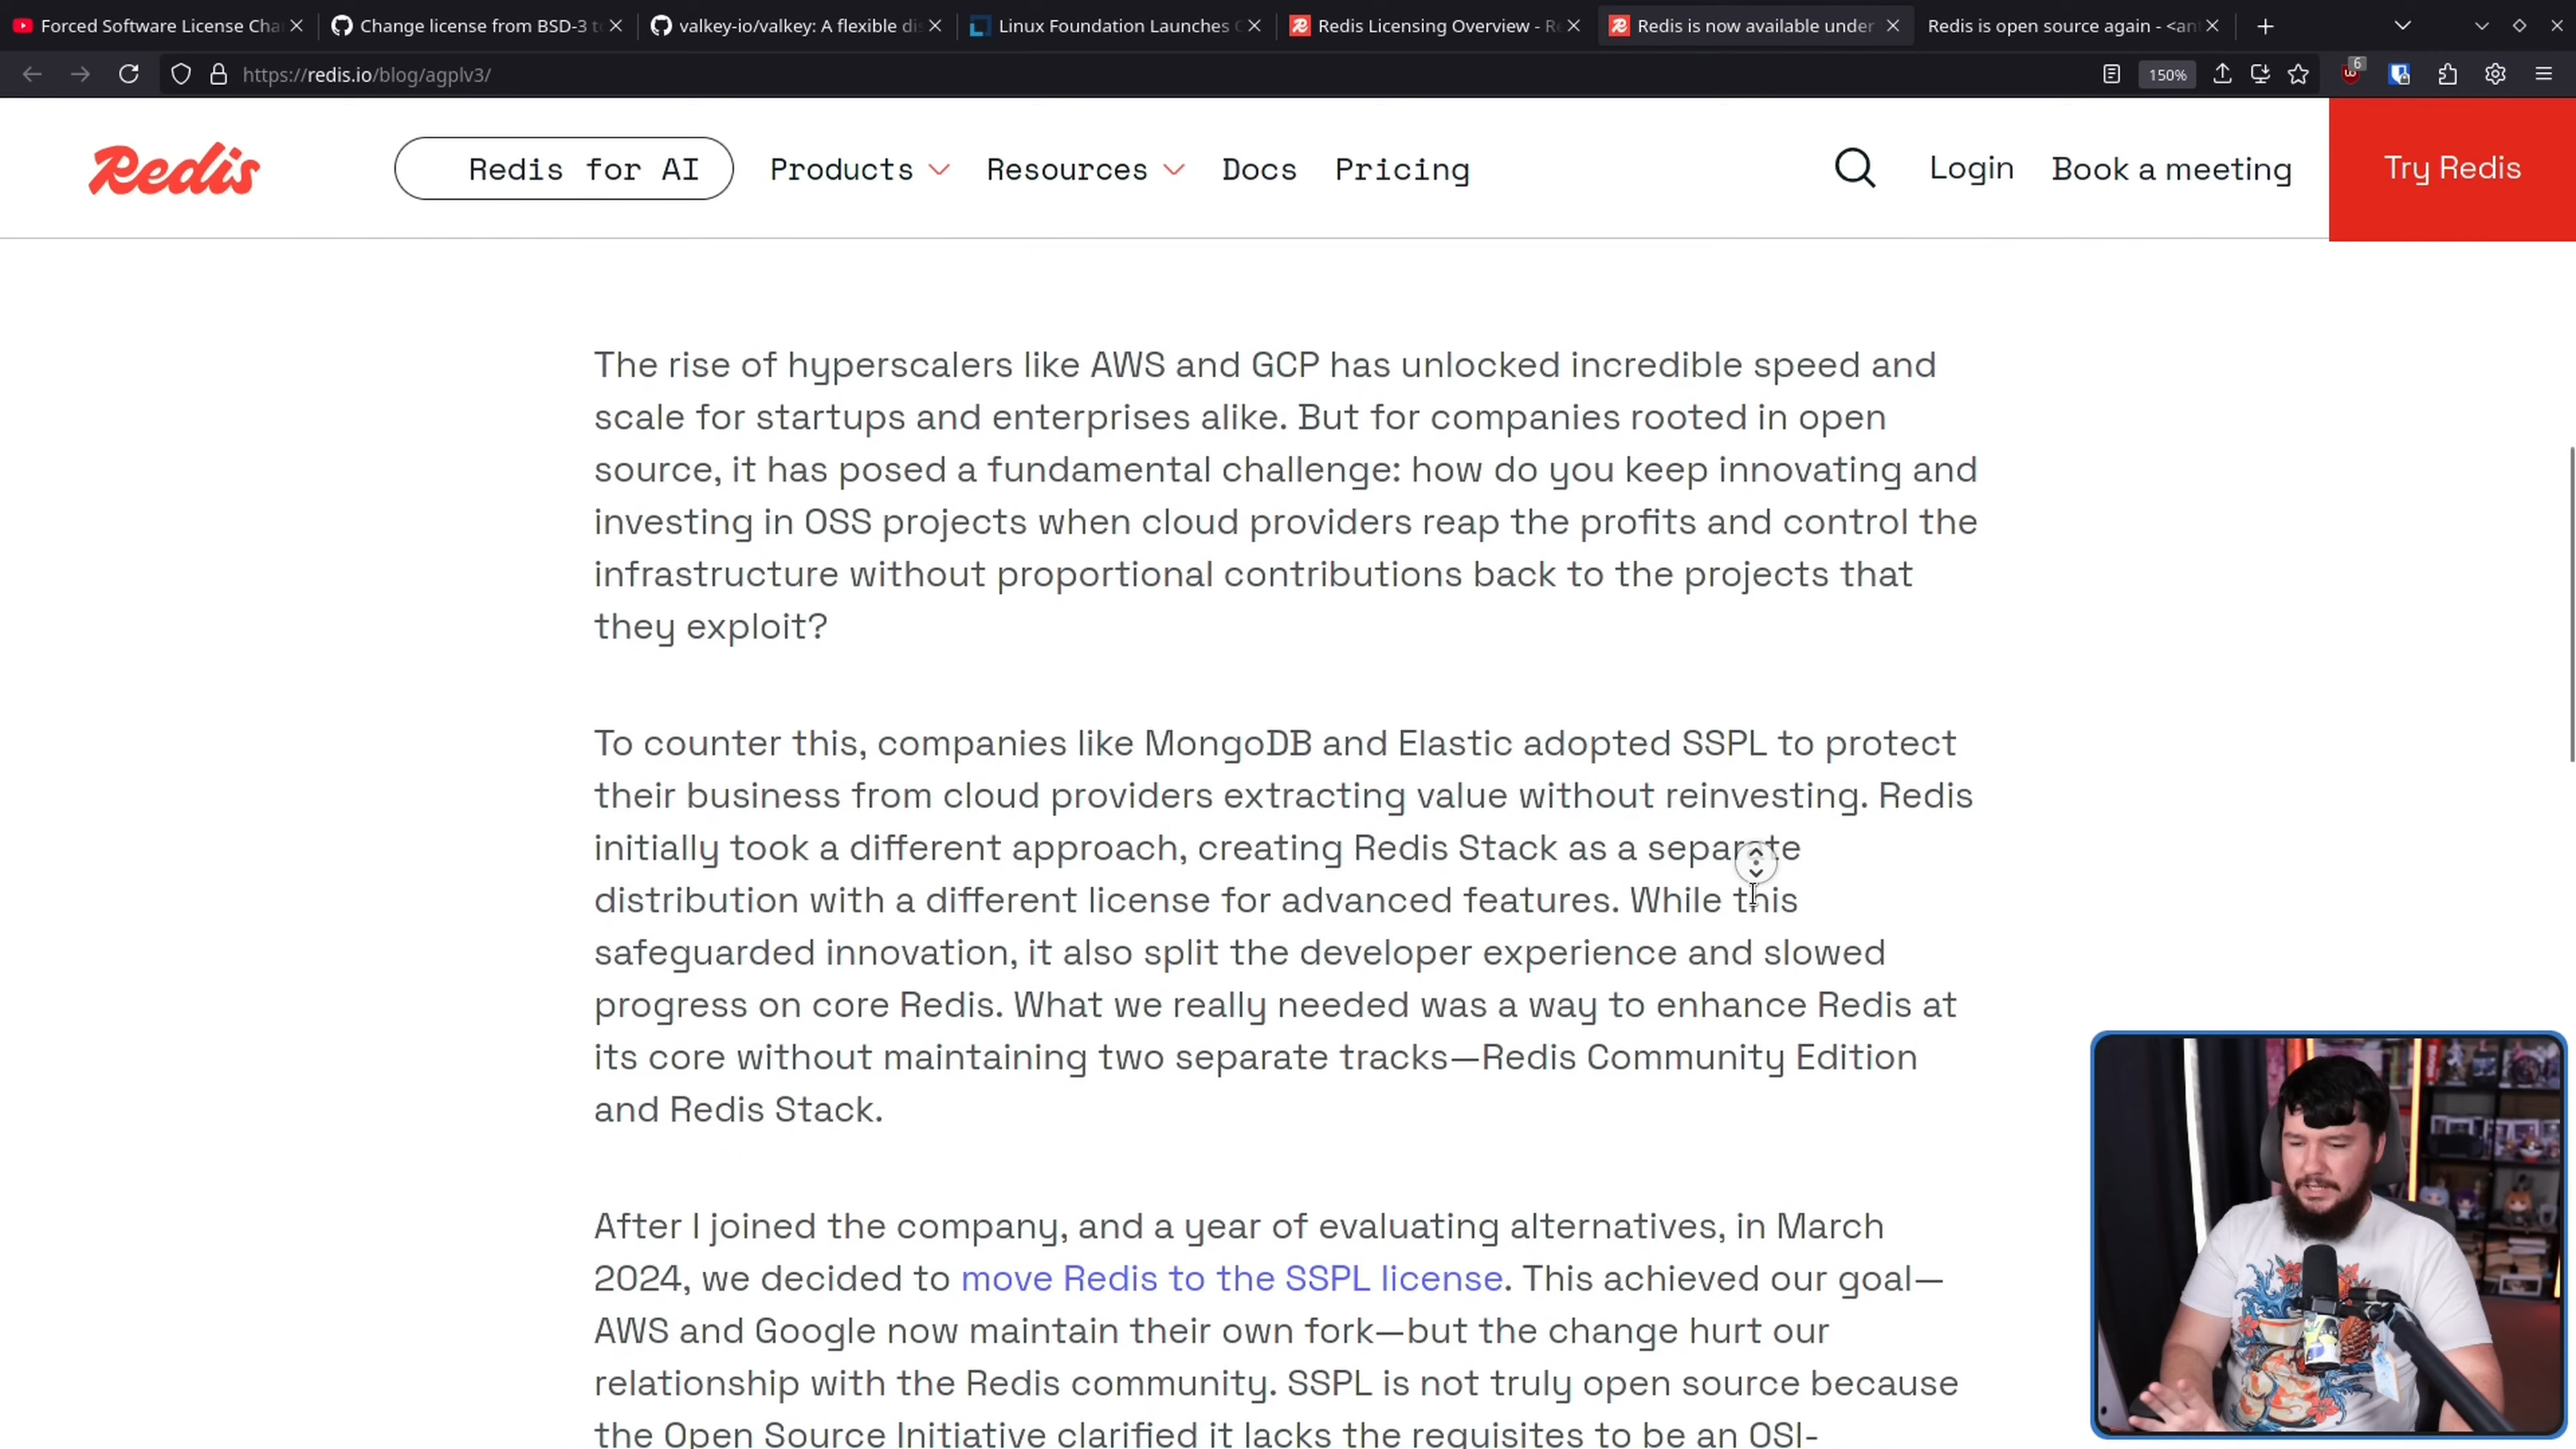 Forced Software License Cha
Change license from BSD-3 t
valkey-io/valkey: A flexible di
Linux Foundation Launches
Redis Licensing Overview - Re
Redis is now available under
Redis is open source again - <an
https://redis.io/blog/agplv3/
150%
6
Redis
Redis for AI
Products
Resources
Docs
Pricing
Login
Book a meeting
Try Redis
The rise of hyperscalers like AWS and GCP has unlocked incredible speed and
scale for startups and enterprises alike. But for companies rooted in open
source, it has posed a fundamental challenge: how do you keep innovating and
investing in OSS projects when cloud providers reap the profits and control the
infrastructure without proportional contributions back to the projects that
they exploit?
To counter this, companies like MongoDB and Elastic adopted SSPL to protect
their business from cloud providers extracting value without reinvesting. Redis
initially took a different approach, creating Redis Stack as a separate
distribution with a different license for advanced features. While this
safeguarded innovation, it also split the developer experience and slowed
progress on core Redis. What we really needed was a way to enhance Redis at
its core without maintaining two separate tracks—Redis Community Edition
and Redis Stack.
After I joined the company, and a year of evaluating alternatives, in March
2024, we decided to move Redis to the SSPL license. This achieved our goal—
AWS and Google now maintain their own fork—but the change hurt our
relationship with the Redis community. SSPL is not truly open source because
the Open Source Initiative clarified it lacks the requisites to be an OSI-